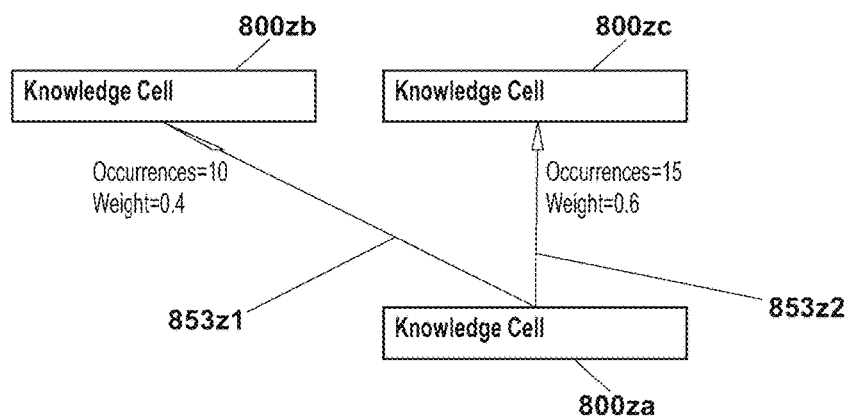 800zb
800zc
Knowledge Cell
Knowledge Cell
Occurrences=10
Weight=0.4
Occurrences=15
Weight=0.6
853z1
853z2
Knowledge Cell
800za